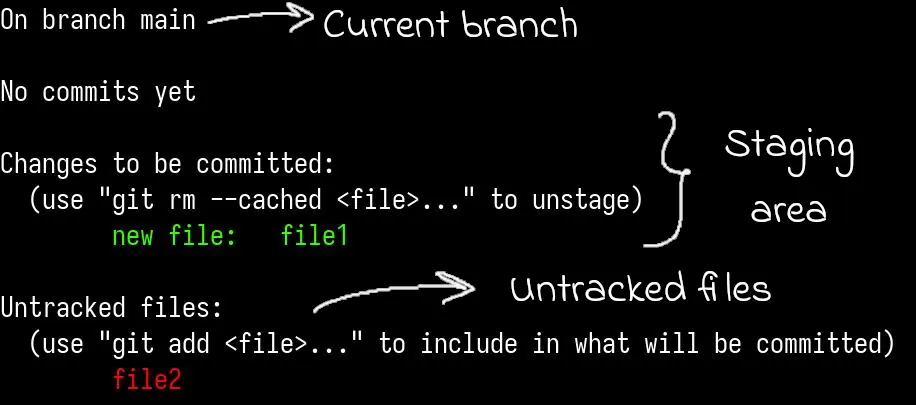 On branch main Current branch
No commits yet
Changes to be committed:
(use "git rm --cached <file>..." to unstage)
new file: file1
Staging
area
Untracked files: Untracked files
(use "git add <file>..." to include in what will be committed)
file2